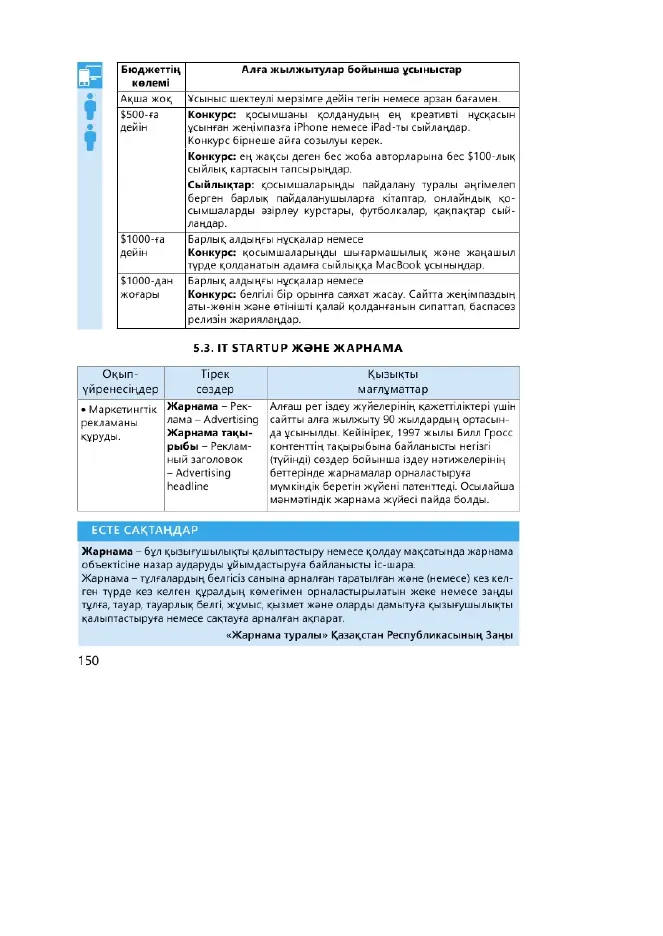 Бюджеттің
көлемі
Алға жылжытулар бойынша ұсыныстар
Ақша жоқ
Ұсыныс шектеулі мерзімге дейін тегін немесе арзан бағамен.
$500-ға
дейін
Конкурс: қосымшаны қолданудың ең креативті нұсқасын
ұсынған жеңімпазға iPhone немесе iPad-ты сыйлаңдар.
Конкурс бірнеше айға созылуы керек.
Конкурс: ең жақсы деген бес жоба авторларына бес $100-лық
сыйлық картасын тапсырыңдар.
Сыйлықтар: қосымшаларыңды пайдалану туралы әңгімелеп
берген барлық пайдаланушыларға кітаптар, онлайндық қо-
сымшаларды әзірлеу курстары, футболкалар, қақпақтар сый-
лаңдар.
$1000-ға
дейін
Барлық алдыңғы нұсқалар немесе
Конкурс: қосымшаларыңды шығармашылық және жаңашыл
түрде қолданатын адамға сыйлыққа MacBook ұсыныңдар.
$1000-дан
жоғары
Барлық алдыңғы нұсқалар немесе
Конкурс: белгілі бір орынға саяхат жасау. Сайтта жеңімпаздың
аты-жөнін және өтінішті қалай қолданғанын сипаттап, баспасөз
релизін жариялаңдар.
5.3. IT STARTUP ЖӘНЕ ЖАРНАМА
Оқып-
үйренесіңдер
Тірек
сөздер
Қызықты
мағлұматтар
• Маркетингтік
рекламаны
құруды.
Жарнама – Рек-
лама – Advertising
Жарнама тақы-
рыбы – Реклам-
ный заголовок
– Advertising
headline
Алғаш рет іздеу жүйелерінің қажеттіліктері үшін
сайтты алға жылжыту 90 жылдардың ортасын-
да ұсынылды. Кейінірек, 1997 жылы Билл Гросс
контенттің тақырыбына байланысты негізгі
(түйінді) сөздер бойынша іздеу нәтижелерінің
беттерінде жарнамалар орналастыруға
мүмкіндік беретін жүйені патенттеді. Осылайша
мәнмәтіндік жарнама жүйесі пайда болды.
ЕСТЕ САҚТАҢДАР
Жарнама – бұл қызығушылықты қалыптастыру немесе қолдау мақсатында жарнама
объектісіне назар аударуды ұйымдастыруға байланысты іс-шара.
Жарнама – тұлғалардың белгісіз санына арналған таратылған және (немесе) кез кел-
ген түрде кез келген құралдың көмегімен орналастырылатын жеке немесе заңды
тұлға, тауар, тауарлық белгі, жұмыс, қызмет және оларды дамытуға қызығушылықты
қалыптастыруға немесе сақтауға арналған ақпарат.
«Жарнама туралы» Қазақстан Республикасының Заңы
150